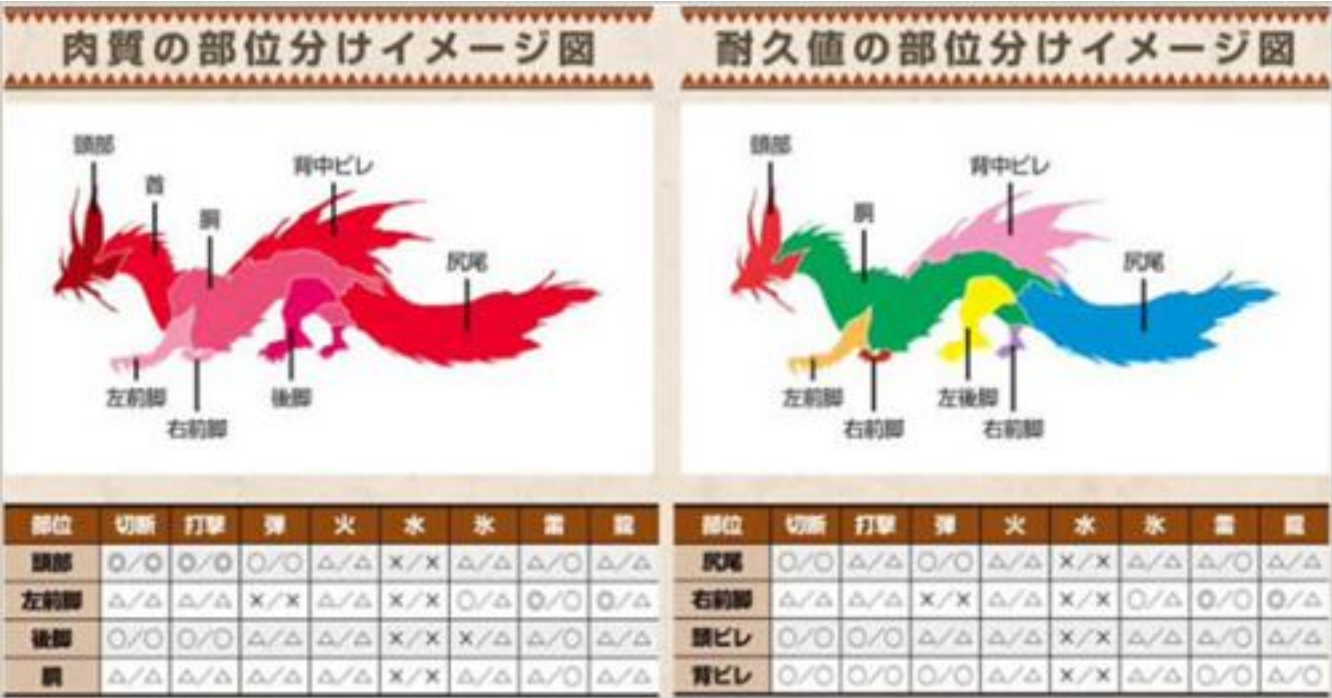 肉質の部位分けイメージ図
頭部
首
胴
背中ビレ
尻尾
左前脚
右前脚
後脚
耐久値の部位分けイメージ図
頭部
胴
背中ビレ
尻尾
左前脚
右前脚
左後脚
右前脚
部位 切断 打撃 弾 火 水 氷 雷 龍
頭部 ◎/◎ ◎/◎ ○/○ △/△ ×/× △/△ △/○ △/△
左前脚 △/△ △/△ ×/× △/△ ×/× ○/△ ◎/○ ◎/△
後脚 ○/○ ○/○ △/△ △/△ ×/× ×/△ △/○ △/△
胴 △/△ △/△ △/△ △/△ ×/× △/△ △/○ △/△
部位 切断 打撃 弾 火 水 氷 雷 龍
尻尾 ○/○ △/△ ○/○ △/△ ×/× △/△ △/○ △/△
右前脚 △/△ △/△ ×/× △/△ ×/× ○/△ ◎/○ ◎/△
頭ビレ ○/○ ○/○ △/△ △/△ ×/× △/△ △/○ △/△
背ビレ ○/○ ○/○ ○/○ △/△ ×/× △/△ ○/○ △/○